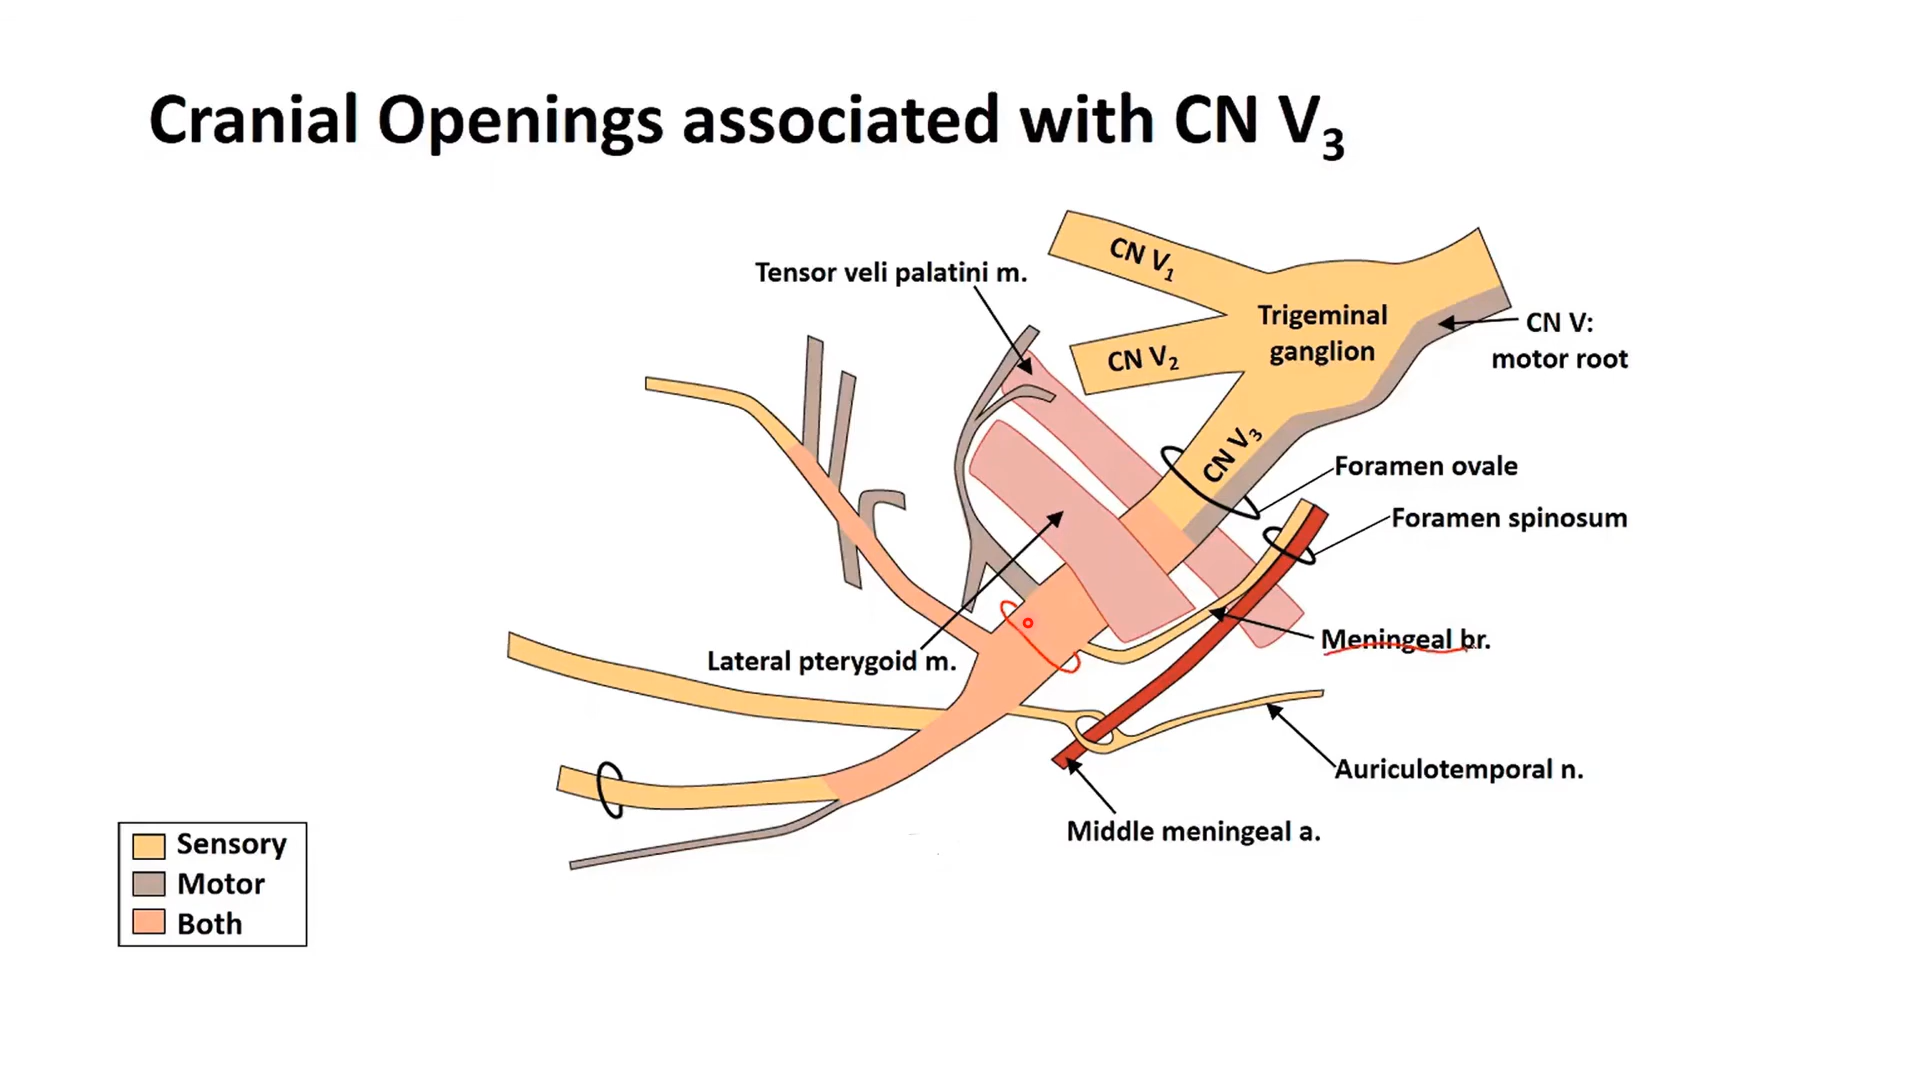 Cranial Openings associated with CN V3
CN V1
Tensor veli palatini m.
Trigeminal
ganglion
CN V:
motor root
CN V2
CN V3
Foramen ovale
Foramen spinosum
Meningeal br.
Lateral pterygoid m.
Auriculotemporal n.
Middle meningeal a.
Sensory
Motor
Both